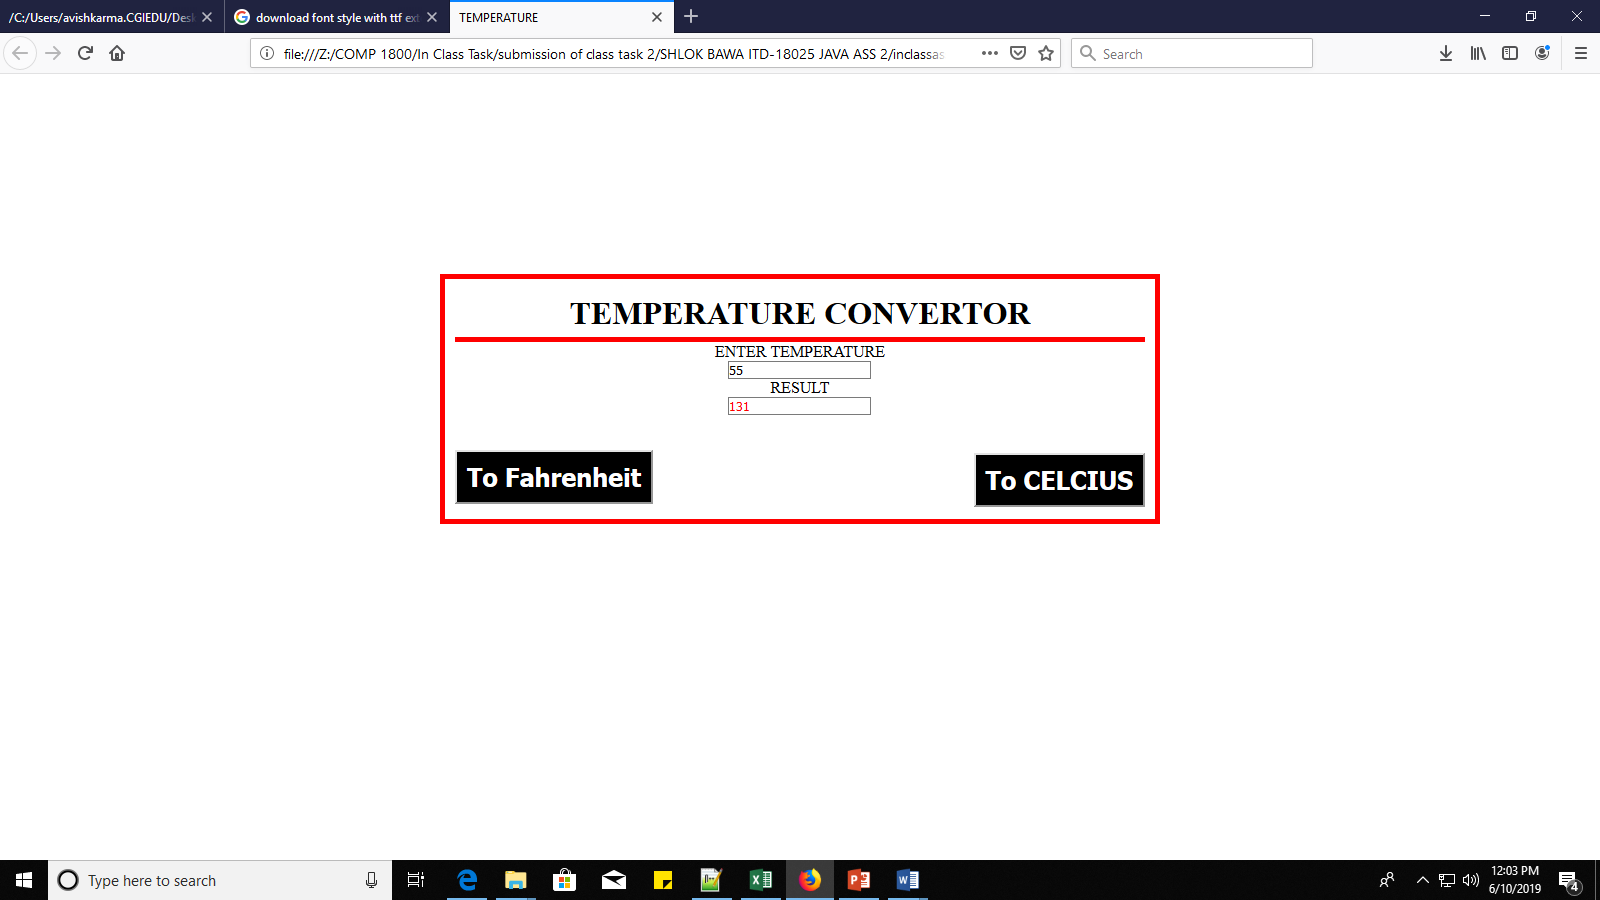 /C:/Users/avishkarma.CGIEDU/Desk
download font style with ttf ext
TEMPERATURE
file:///Z:/COMP 1800/In Class Task/submission of class task 2/SHLOK BAWA ITD-18025 JAVA ASS 2/inclassas
Search
TEMPERATURE CONVERTOR
ENTER TEMPERATURE
55
RESULT
131
To Fahrenheit
To CELCIUS
Type here to search
12:03 PM
6/10/2019
4